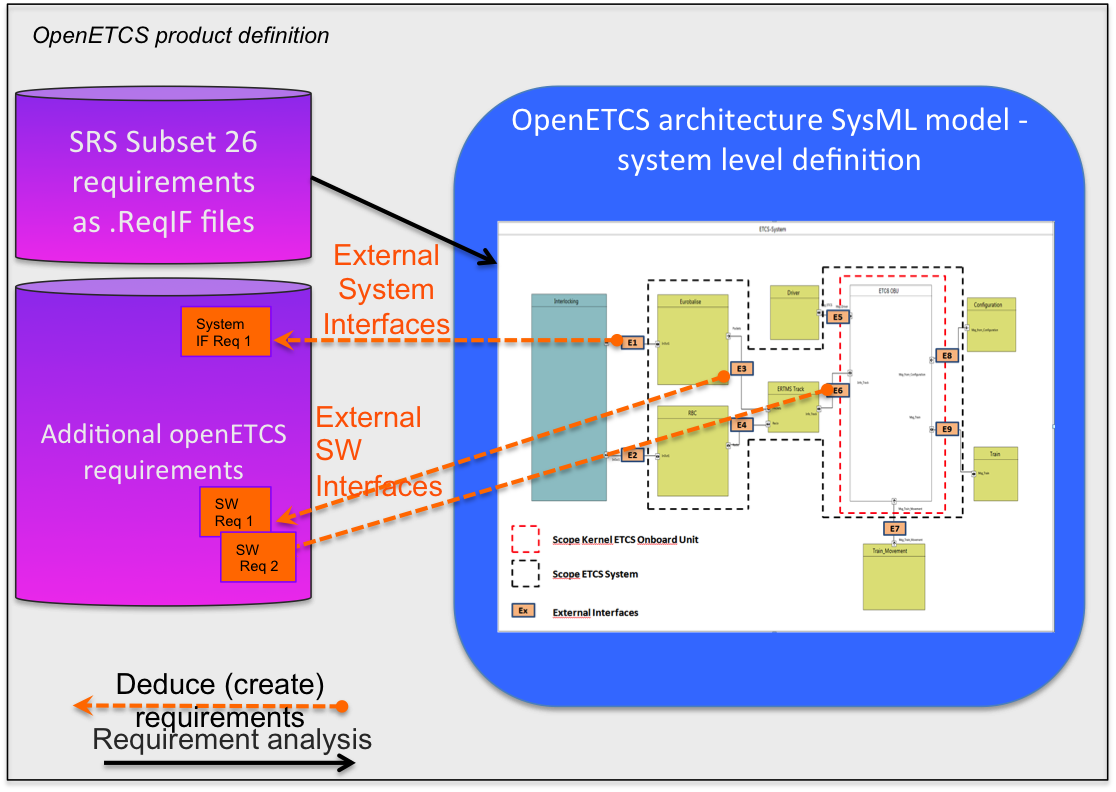 OpenETCS product definition
SRS Subset 26
requirements
as .ReqIF files
OpenETCS architecture SysML model -
system level definition
ETCS-System
External
System
Interfaces
System
IF Req 1
Additional openETCS
requirements
External
SW
Interfaces
SW
Req 1
SW
Req 2
Interlocking
Eurobalise
Driver
ETCS OBU
Configuration
E1
E3
E5
E8
E6
ERTMS Track
RBC
E4
E2
E9
Train
E7
Train_Movement
Scope Kernel ETCS Onboard Unit
Scope ETCS System
Ex
External Interfaces
Deduce (create)
requirements
Requirement analysis